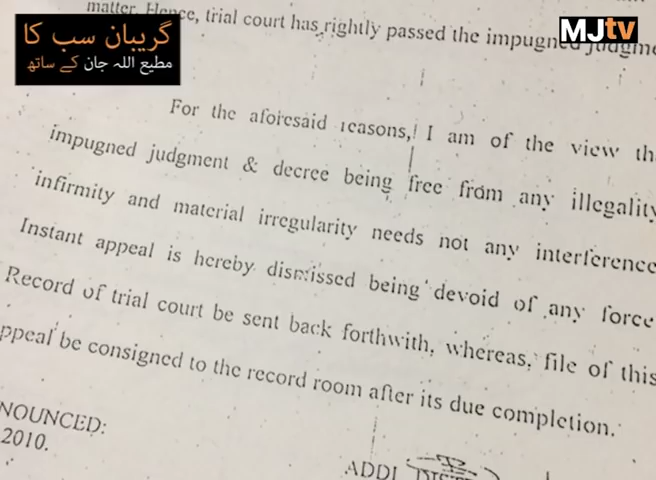 matter. Hence, trial court has rightly passed the impugned
MJtv
گریبان سب کا
مطیع اللہ جان کے ساتھ
For the aforesaid reasons, I am of the view
impugned judgment & decree being free from any illegality
infirmity and material irregularity needs not any interference
Instant appeal is hereby dismissed being devoid of any force
Record of trial court be sent back forthwith, whereas, file of this
ppeal be consigned to the record room after its due completion.
NOUNCED:
2010.
ADDI